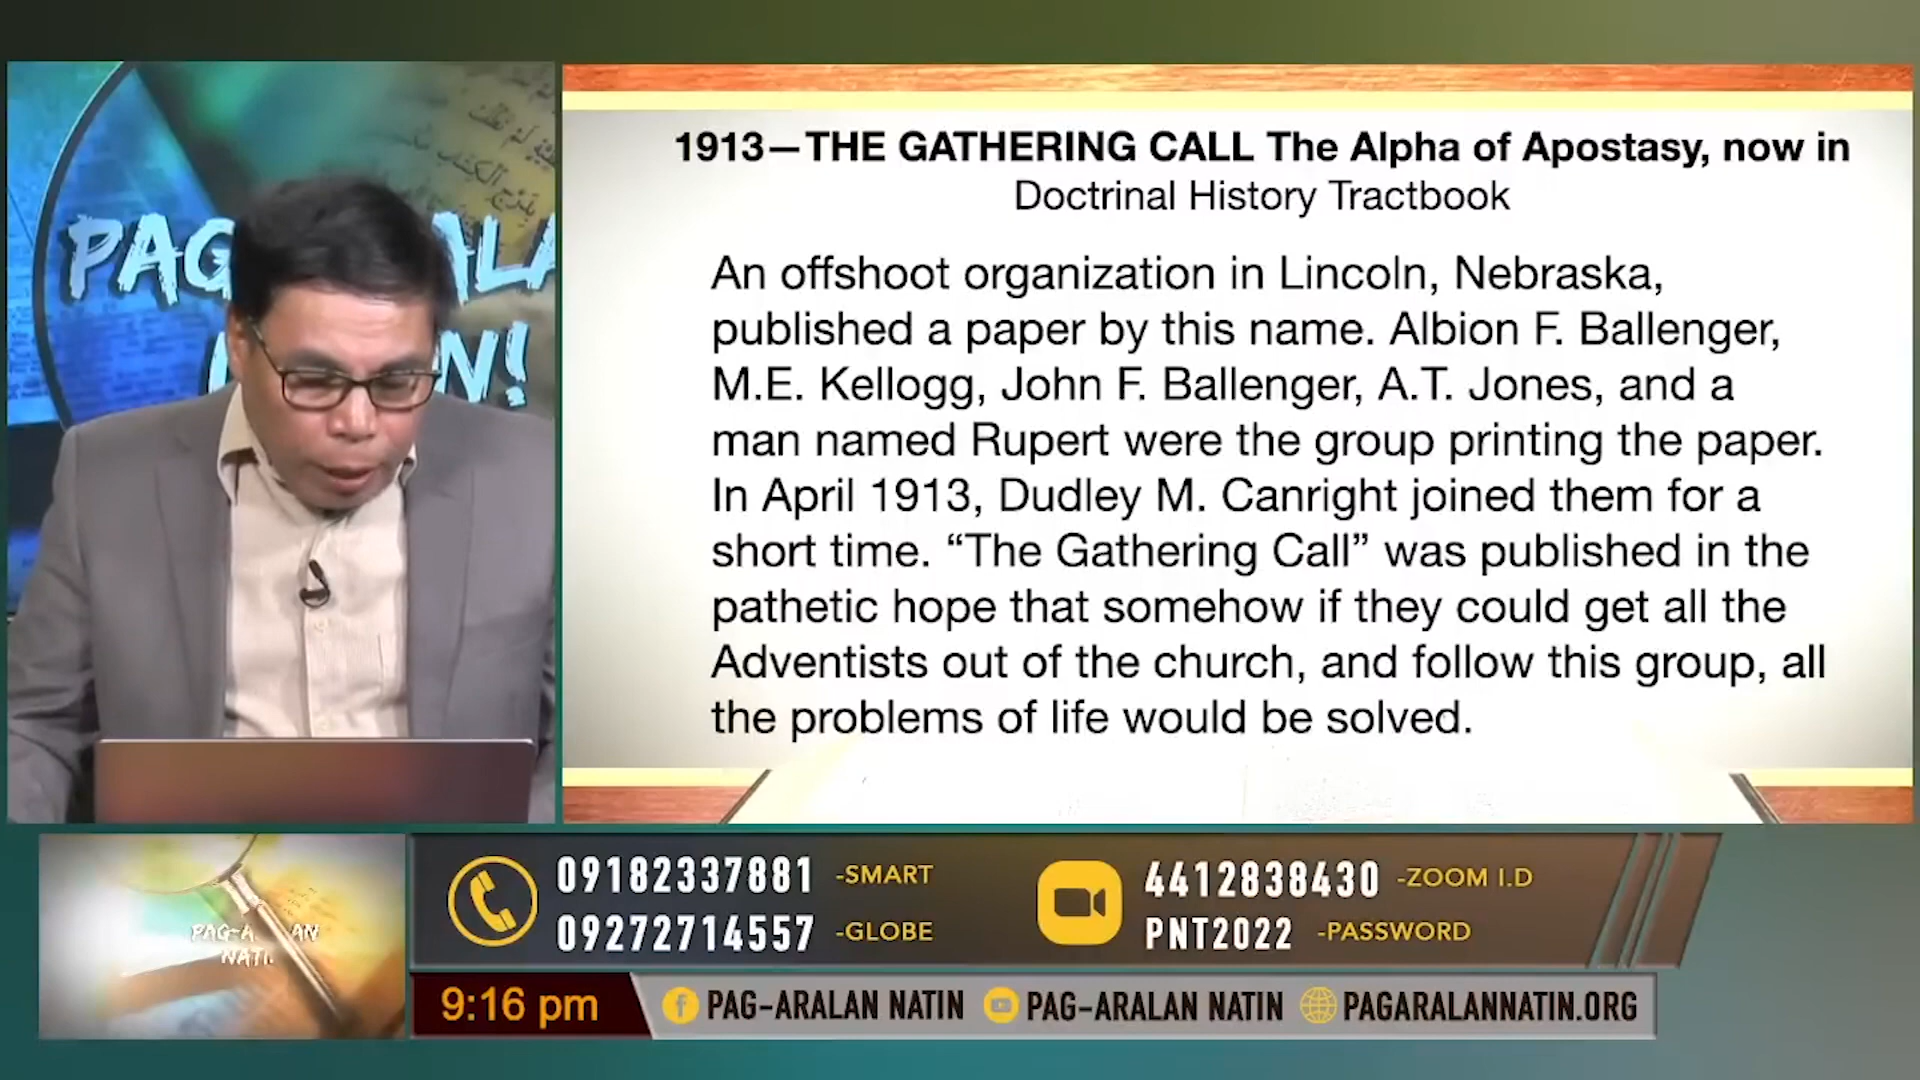 1913—THE GATHERING CALL The Alpha of Apostasy, now in
Doctrinal History Tractbook
An offshoot organization in Lincoln, Nebraska,
published a paper by this name. Albion F. Ballenger,
M.E. Kellogg, John F. Ballenger, A.T. Jones, and a
man named Rupert were the group printing the paper.
In April 1913, Dudley M. Canright joined them for a
short time. “The Gathering Call” was published in the
pathetic hope that somehow if they could get all the
Adventists out of the church, and follow this group, all
the problems of life would be solved.
09182337881 -SMART
09272714557 -GLOBE
4412838430 -ZOOM I.D
PNT2022 -PASSWORD
9:16 pm
PAG-ARALAN NATIN
PAG-ARALAN NATIN
PAGARALANNATIN.ORG